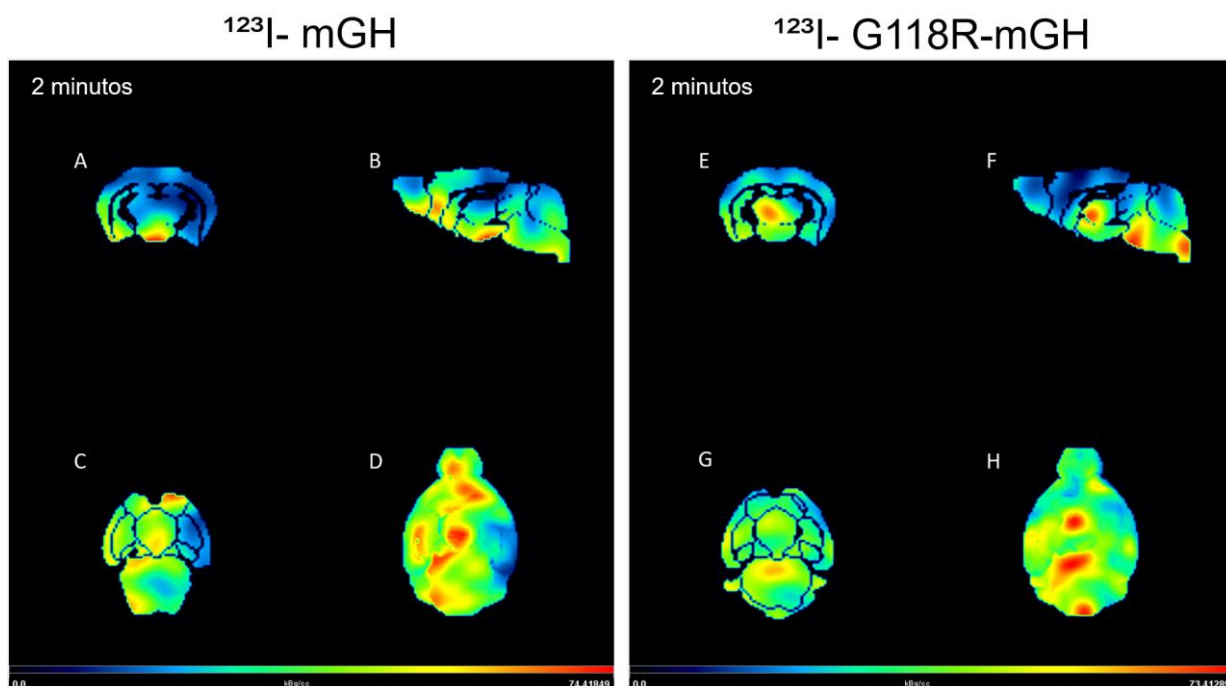 ¹²³I- mGH
¹²³I- G118R-mGH
2 minutos
A
B
C
D
0.0
kBq/cc
74.41849
2 minutos
E
F
G
H
0.0
kBq/cc